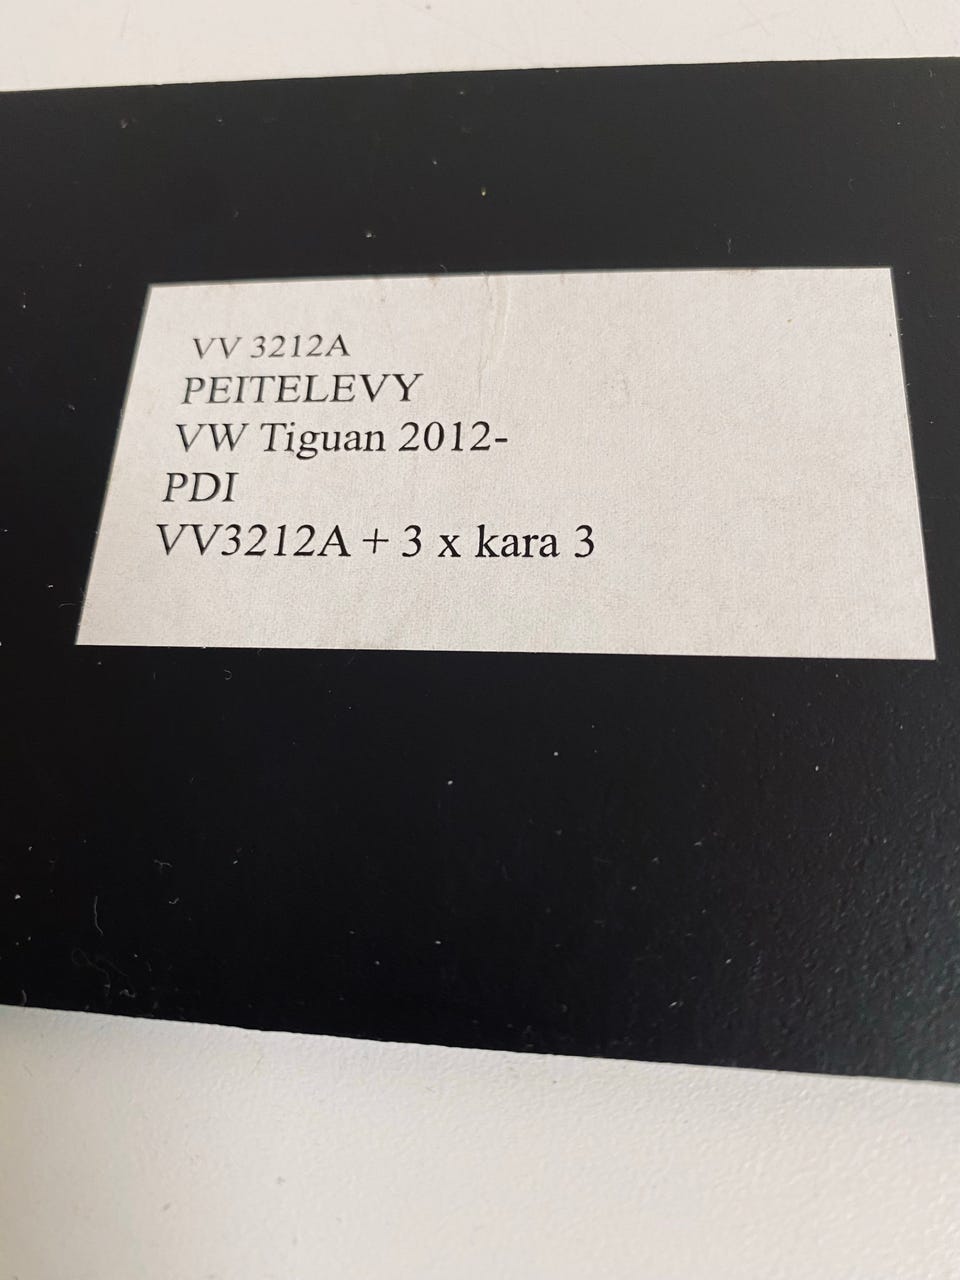 VV 3212A
PEITELEVY
VW Tiguan 2012-
PDI
VV3212A + 3 x kara 3